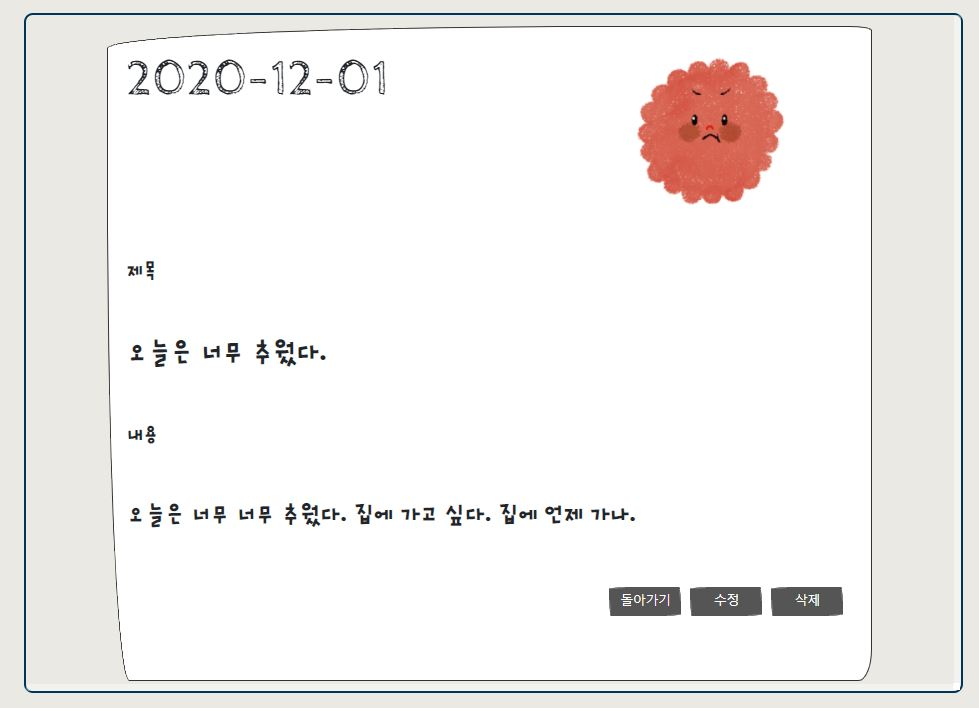 2020-12-01
제목
오늘은 너무 추웠다.
내용
오늘은 너무 너무 추웠다. 집에 가고 싶다. 집에 언제 가나.
돌아가기 수정 삭제